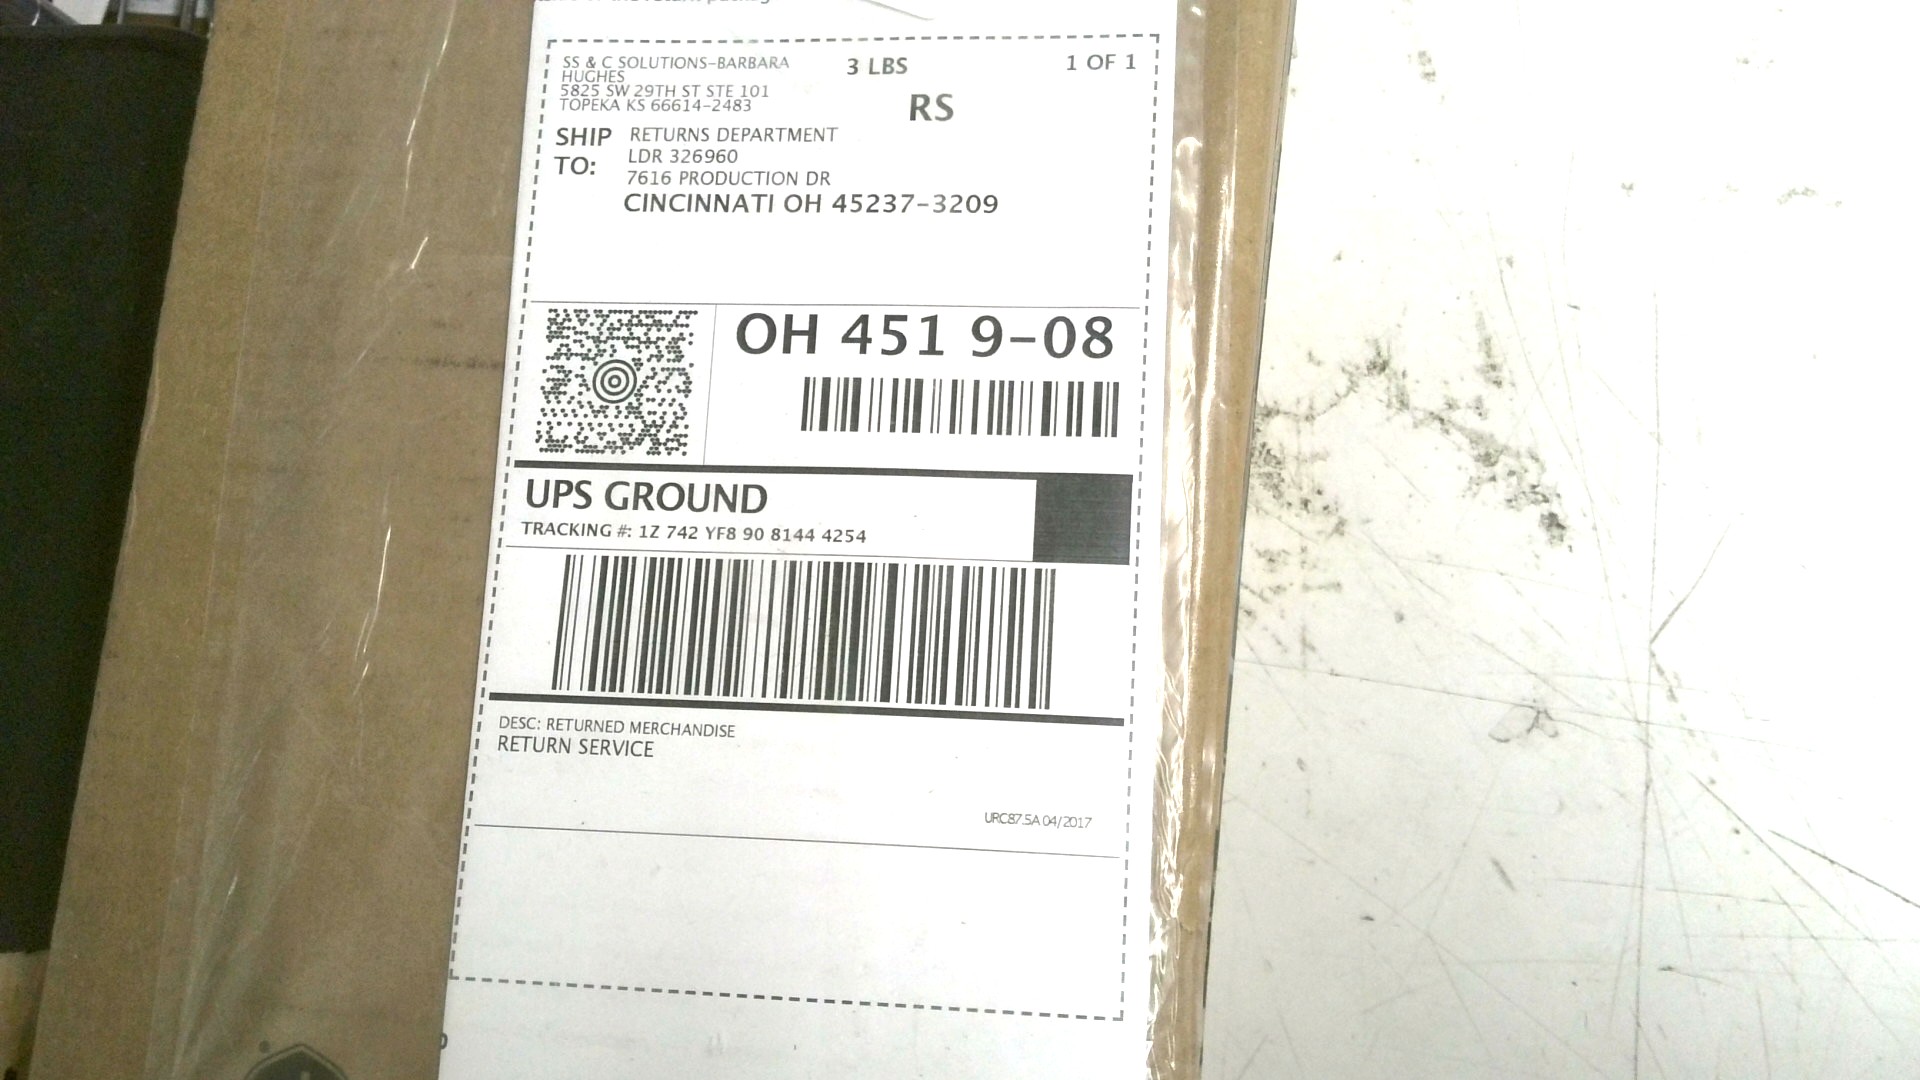 SS & C SOLUTIONS-BARBARA
HUGHES
5825 SW 29TH ST STE 101
TOPEKA KS 66614-2483
3 LBS
1 OF 1
RS
SHIP TO:
RETURNS DEPARTMENT
LDR 326960
7616 PRODUCTION DR
CINCINNATI OH 45237-3209
OH 451 9-08
UPS GROUND
TRACKING #: 1Z 742 YF8 90 8144 4254
DESC: RETURNED MERCHANDISE
RETURN SERVICE
URC87.5A 04/2017